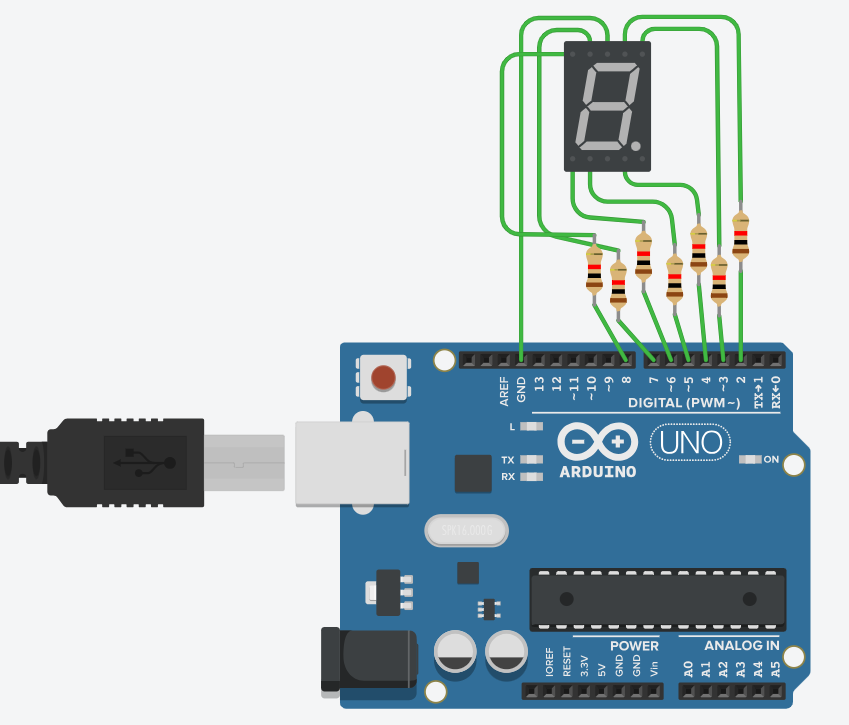 AREF
GND
13
12
~11
~10
~9
8
7
~6
~5
4
~3
2
TX→1
RX←0
DIGITAL (PWM~)
L
TX
RX
ARDUINO
UNO
ON
SPK16.000G
POWER
ANALOG IN
IOREF
RESET
3.3V
5V
GND
GND
Vin
A0
A1
A2
A3
A4
A5